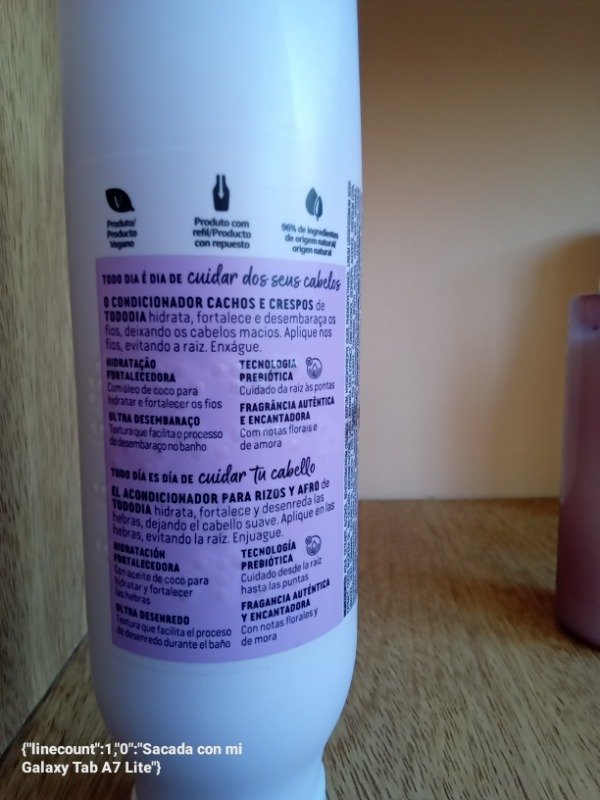 Produto/
Producto
Vegano
Produto com
refil/Producto
con repuesto
96% de ingredientes
de origem natural/
origen natural
TODO DIA É DIA DE cuidar dos seus cabelos
O CONDICIONADOR CACHOS E CRESPOS de
TODODIA hidrata, fortalece e desembaraça os
fios, deixando os cabelos macios. Aplique nos
fios, evitando a raiz. Enxágue.
HIDRATAÇÃO
FORTALECEDORA
Com óleo de coco para
hidratar e fortalecer os fios
ULTRA DESEMBARAÇO
Textura que facilita o processo
de desembaraço no banho
TECNOLOGIA
PREBIÓTICA
Cuidado da raiz às pontas
FRAGRÂNCIA AUTÊNTICA
E ENCANTADORA
Com notas florais e
de amora
TODO DÍA ES DÍA DE cuidar tu cabello
EL ACONDICIONADOR PARA RIZOS Y AFRO de
TODODIA hidrata, fortalece y desenreda las
hebras, dejando el cabello suave. Aplique en las
hebras, evitando la raíz. Enjuague.
HIDRATACIÓN
FORTALECEDORA
Con aceite de coco para
hidratar y fortalecer
las hebras
ULTRA DESENREDO
Textura que facilita el proceso
de desenredo durante el baño
TECNOLOGÍA
PREBIÓTICA
Cuidado desde la raíz
hasta las puntas
FRAGANCIA AUTÉNTICA
Y ENCANTADORA
Con notas florales y
de mora
{"linecount":1,"0":"Sacada con mi
Galaxy Tab A7 Lite"}